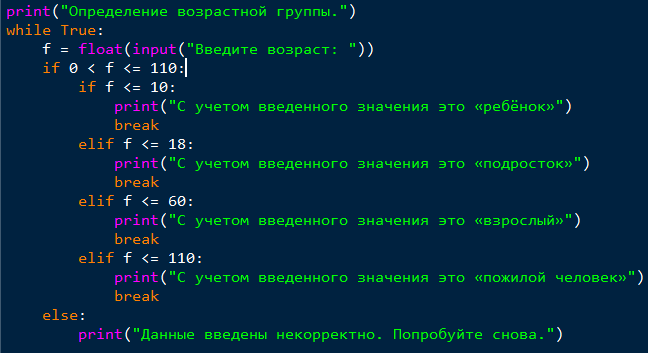 print("Определение возрастной группы.")
while True:
    f = float(input("Введите возраст: "))
    if 0 < f <= 110:
        if f <= 10:
            print("С учетом введенного значения это «ребёнок»")
            break
        elif f <= 18:
            print("С учетом введенного значения это «подросток»")
            break
        elif f <= 60:
            print("С учетом введенного значения это «взрослый»")
            break
        elif f <= 110:
            print("С учетом введенного значения это «пожилой человек»")
            break
    else:
        print("Данные введены некорректно. Попробуйте снова.")